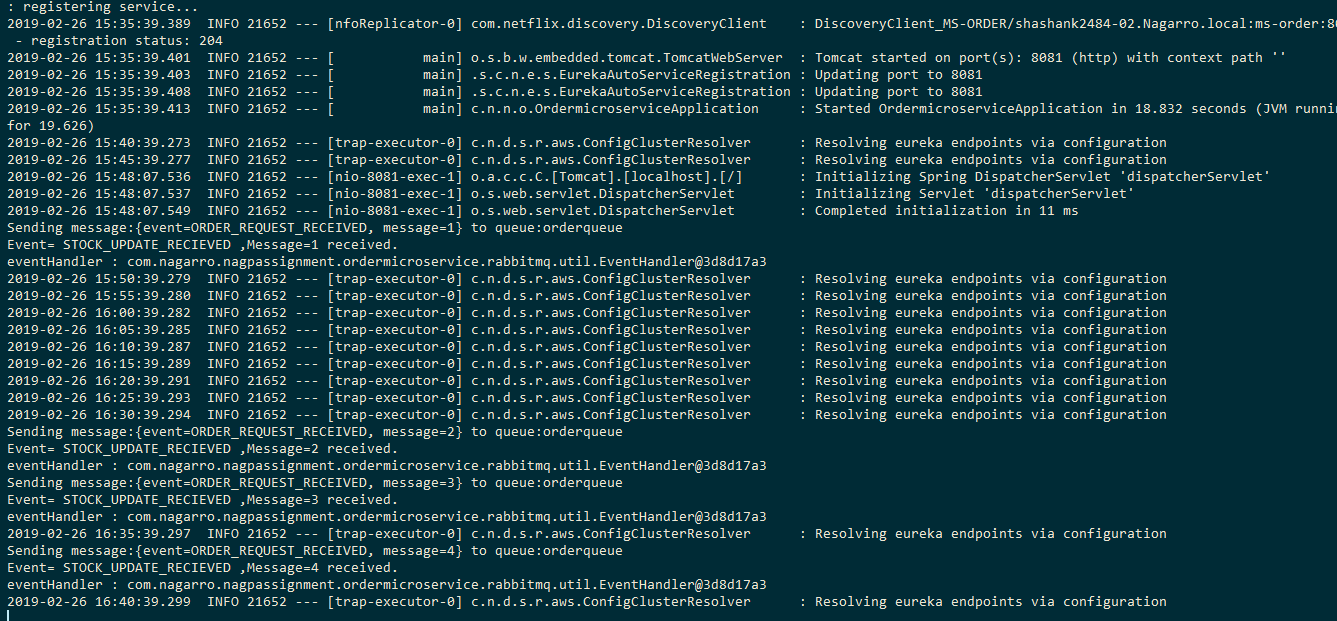 : registering service...
2019-02-26 15:35:39.389  INFO 21652 --- [nfoReplicator-0] com.netflix.discovery.DiscoveryClient    : DiscoveryClient_MS-ORDER/shashank2484-02.Nagarro.local:ms-order:80
 - registration status: 204
2019-02-26 15:35:39.401  INFO 21652 --- [           main] o.s.b.w.embedded.tomcat.TomcatWebServer  : Tomcat started on port(s): 8081 (http) with context path ''
2019-02-26 15:35:39.403  INFO 21652 --- [           main] .s.c.n.e.s.EurekaAutoServiceRegistration : Updating port to 8081
2019-02-26 15:35:39.408  INFO 21652 --- [           main] .s.c.n.e.s.EurekaAutoServiceRegistration : Updating port to 8081
2019-02-26 15:35:39.413  INFO 21652 --- [           main] c.n.n.o.OrdermicroserviceApplication     : Started OrdermicroserviceApplication in 18.832 seconds (JVM runnin
for 19.626)
2019-02-26 15:40:39.273  INFO 21652 --- [trap-executor-0] c.n.d.s.r.aws.ConfigClusterResolver      : Resolving eureka endpoints via configuration
2019-02-26 15:45:39.277  INFO 21652 --- [trap-executor-0] c.n.d.s.r.aws.ConfigClusterResolver      : Resolving eureka endpoints via configuration
2019-02-26 15:48:07.536  INFO 21652 --- [nio-8081-exec-1] o.a.c.c.C.[Tomcat].[localhost].[/]       : Initializing Spring DispatcherServlet 'dispatcherServlet'
2019-02-26 15:48:07.537  INFO 21652 --- [nio-8081-exec-1] o.s.web.servlet.DispatcherServlet        : Initializing Servlet 'dispatcherServlet'
2019-02-26 15:48:07.549  INFO 21652 --- [nio-8081-exec-1] o.s.web.servlet.DispatcherServlet        : Completed initialization in 11 ms
Sending message:{event=ORDER_REQUEST_RECEIVED, message=1} to queue:orderqueue
Event= STOCK_UPDATE_RECIEVED ,Message=1 received.
eventHandler : com.nagarro.nagpassignment.ordermicroservice.rabbitmq.util.EventHandler@3d8d17a3
2019-02-26 15:50:39.279  INFO 21652 --- [trap-executor-0] c.n.d.s.r.aws.ConfigClusterResolver      : Resolving eureka endpoints via configuration
2019-02-26 15:55:39.280  INFO 21652 --- [trap-executor-0] c.n.d.s.r.aws.ConfigClusterResolver      : Resolving eureka endpoints via configuration
2019-02-26 16:00:39.282  INFO 21652 --- [trap-executor-0] c.n.d.s.r.aws.ConfigClusterResolver      : Resolving eureka endpoints via configuration
2019-02-26 16:05:39.285  INFO 21652 --- [trap-executor-0] c.n.d.s.r.aws.ConfigClusterResolver      : Resolving eureka endpoints via configuration
2019-02-26 16:10:39.287  INFO 21652 --- [trap-executor-0] c.n.d.s.r.aws.ConfigClusterResolver      : Resolving eureka endpoints via configuration
2019-02-26 16:15:39.289  INFO 21652 --- [trap-executor-0] c.n.d.s.r.aws.ConfigClusterResolver      : Resolving eureka endpoints via configuration
2019-02-26 16:20:39.291  INFO 21652 --- [trap-executor-0] c.n.d.s.r.aws.ConfigClusterResolver      : Resolving eureka endpoints via configuration
2019-02-26 16:25:39.293  INFO 21652 --- [trap-executor-0] c.n.d.s.r.aws.ConfigClusterResolver      : Resolving eureka endpoints via configuration
2019-02-26 16:30:39.294  INFO 21652 --- [trap-executor-0] c.n.d.s.r.aws.ConfigClusterResolver      : Resolving eureka endpoints via configuration
Sending message:{event=ORDER_REQUEST_RECEIVED, message=2} to queue:orderqueue
Event= STOCK_UPDATE_RECIEVED ,Message=2 received.
eventHandler : com.nagarro.nagpassignment.ordermicroservice.rabbitmq.util.EventHandler@3d8d17a3
Sending message:{event=ORDER_REQUEST_RECEIVED, message=3} to queue:orderqueue
Event= STOCK_UPDATE_RECIEVED ,Message=3 received.
eventHandler : com.nagarro.nagpassignment.ordermicroservice.rabbitmq.util.EventHandler@3d8d17a3
2019-02-26 16:35:39.297  INFO 21652 --- [trap-executor-0] c.n.d.s.r.aws.ConfigClusterResolver      : Resolving eureka endpoints via configuration
Sending message:{event=ORDER_REQUEST_RECEIVED, message=4} to queue:orderqueue
Event= STOCK_UPDATE_RECIEVED ,Message=4 received.
eventHandler : com.nagarro.nagpassignment.ordermicroservice.rabbitmq.util.EventHandler@3d8d17a3
2019-02-26 16:40:39.299  INFO 21652 --- [trap-executor-0] c.n.d.s.r.aws.ConfigClusterResolver      : Resolving eureka endpoints via configuration